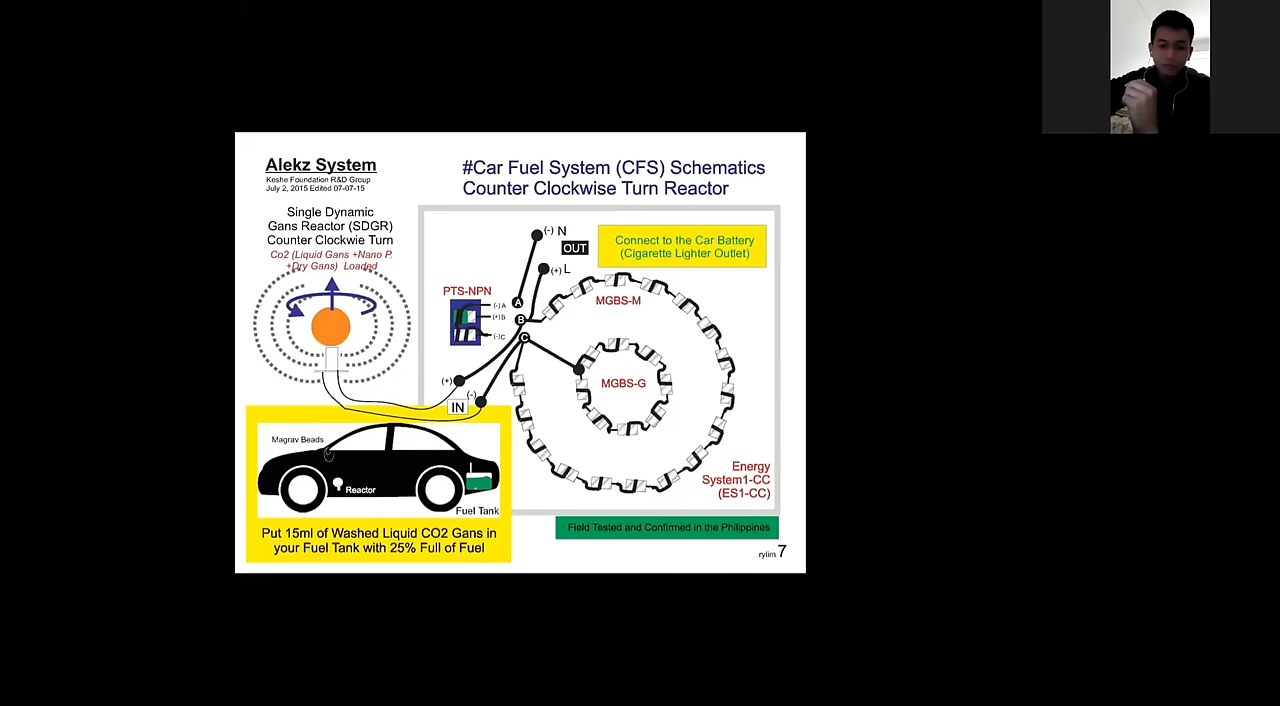 Alekz System
Keshe Foundation R&D Group
July 2, 2015 Edited 07-07-15
#Car Fuel System (CFS) Schematics
Counter Clockwise Turn Reactor
Single Dynamic
Gans Reactor (SDGR)
Counter Clockwie Turn
Co2 (Liquid Gans +Nano P.
+Dry Gans) Loaded
(-) N
OUT
(+) L
Connect to the Car Battery
(Cigarette Lighter Outlet)
PTS-NPN
(-) A
(+) B
(-) C
A
B
C
MGBS-M
MGBS-G
(+)
(-)
IN
Energy
System1-CC
(ES1-CC)
Magrav Beads
Reactor
Fuel Tank
Put 15ml of Washed Liquid CO2 Gans in
your Fuel Tank with 25% Full of Fuel
Field Tested and Confirmed in the Philippines
rylim 7